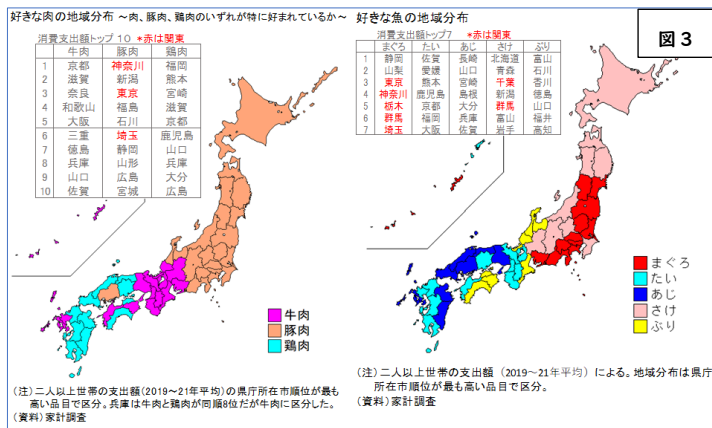 好きな肉の地域分布 ～肉、豚肉、鶏肉のいずれが特に好まれているか～
消費支出額トップ 10 *赤は関東
牛肉 豚肉 鶏肉
1 京都 神奈川 福岡
2 滋賀 新潟 熊本
3 奈良 東京 宮崎
4 和歌山 福島 滋賀
5 大阪 石川 京都
6 三重 埼玉 鹿児島
7 徳島 静岡 山口
8 兵庫 山形 兵庫
9 山口 広島 大分
10 佐賀 宮城 広島
牛肉
豚肉
鶏肉
(注)二人以上世帯の支出額(2019～21年平均)の県庁所在市順位が最も
高い品目で区分。兵庫は牛肉と鶏肉が同順8位だが牛肉に区分した。
(資料)家計調査
好きな魚の地域分布
図3
消費支出額トップ7 *赤は関東
まぐろ たい あじ さけ ぶり
1 静岡 佐賀 長崎 北海道 富山
2 山梨 愛媛 山口 青森 石川
3 東京 熊本 宮崎 千葉 香川
4 神奈川 鹿児島 島根 新潟 徳島
5 栃木 京都 大分 群馬 山口
6 群馬 福岡 兵庫 富山 福井
7 埼玉 大阪 佐賀 岩手 高知
まぐろ
たい
あじ
さけ
ぶり
(注)二人以上世帯の支出額（2019～21年平均）による。地域分布は県庁
所在市順位が最も高い品目で区分。
(資料)家計調査